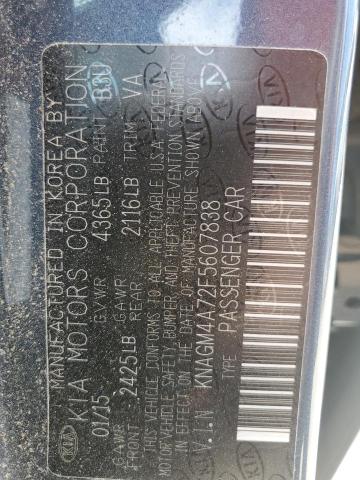 MANUFACTURED IN KOREA BY
KIA MOTORS CORPORATION
01/15 G.V.W.R 4365LB PAINT B3U
G.A.W.R FRONT 2425LB G.A.W.R REAR 2116LB TRIM VA
THIS VEHICLE CONFORMS TO ALL APPLICABLE U.S.A. FEDERAL
MOTOR VEHICLE SAFETY, BUMPER, AND THEFT PREVENTION STANDARDS
IN EFFECT ON THE DATE OF MANUFACTURE SHOWN ABOVE.
V.I.N KNAGM4A72F5607838
PASSENGER CAR